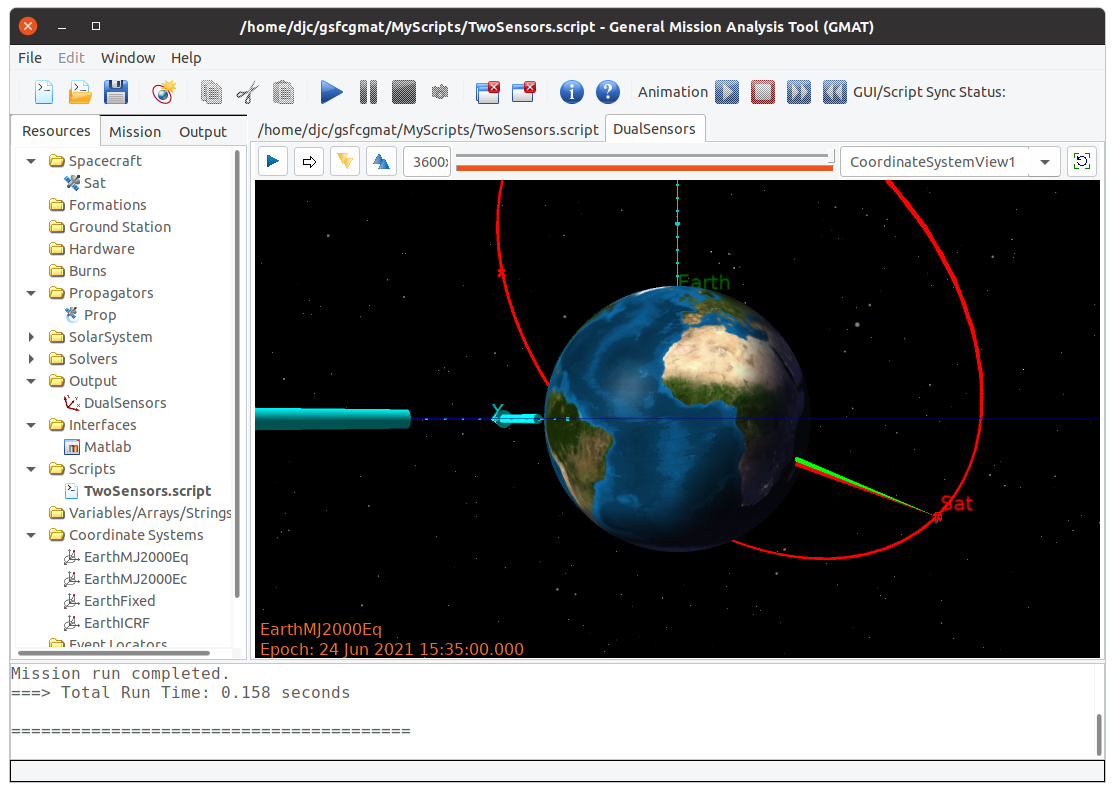 /home/djc/gsfcgmat/MyScripts/TwoSensors.script - General Mission Analysis Tool (GMAT)
File Edit Window Help
Animation GUI/Script Sync Status:
Resources Mission Output
/home/djc/gsfcgmat/MyScripts/TwoSensors.script DualSensors
3600x CoordinateSystemView1
Spacecraft
Sat
Formations
Ground Station
Hardware
Burns
Propagators
Prop
SolarSystem
Solvers
Output
DualSensors
Interfaces
Matlab
Scripts
TwoSensors.script
Variables/Arrays/Strings
Coordinate Systems
EarthMJ2000Eq
EarthMJ2000Ec
EarthFixed
EarthICRF
Event Locators
Earth
X
Sat
EarthMJ2000Eq
Epoch: 24 Jun 2021 15:35:00.000
Mission run completed.
===> Total Run Time: 0.158 seconds
========================================